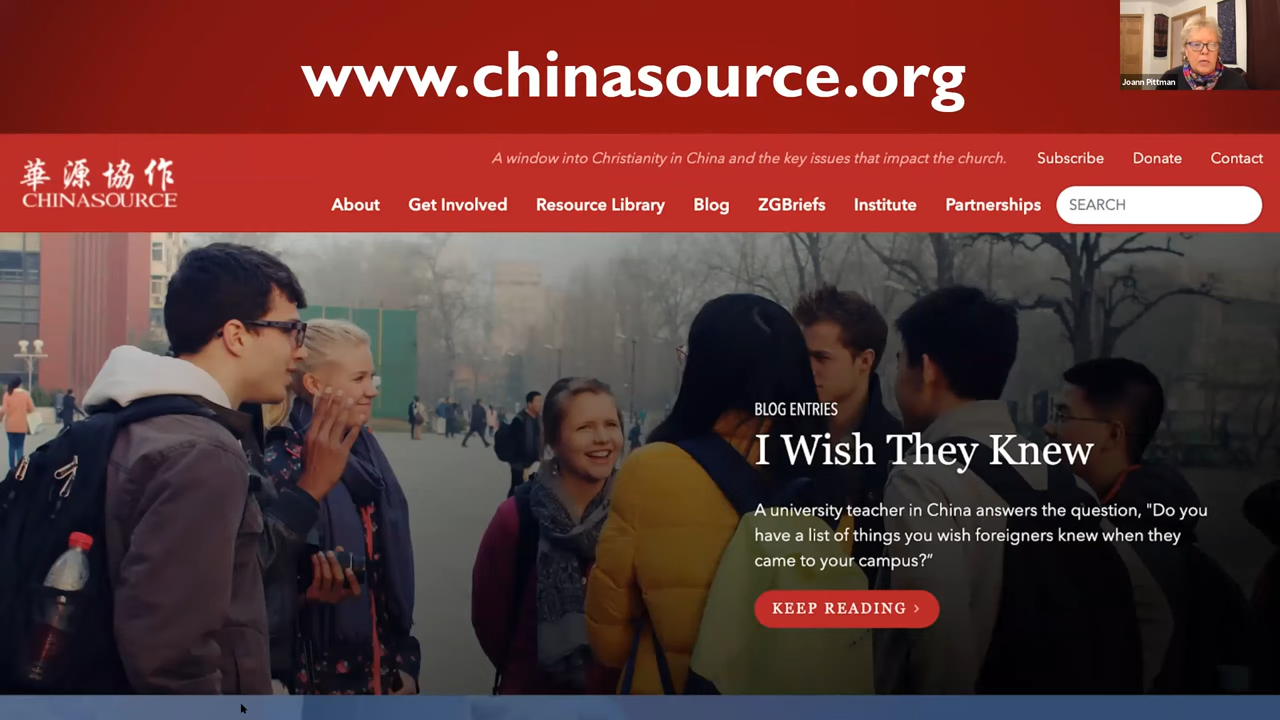 www.chinasource.org
Joann Pittman
華源協作
CHINASOURCE
A window into Christianity in China and the key issues that impact the church.
Subscribe
Donate
Contact
About
Get Involved
Resource Library
Blog
ZGBriefs
Institute
Partnerships
SEARCH
BLOG ENTRIES
I Wish They Knew
A university teacher in China answers the question, "Do you
have a list of things you wish foreigners knew when they
came to your campus?”
KEEP READING >